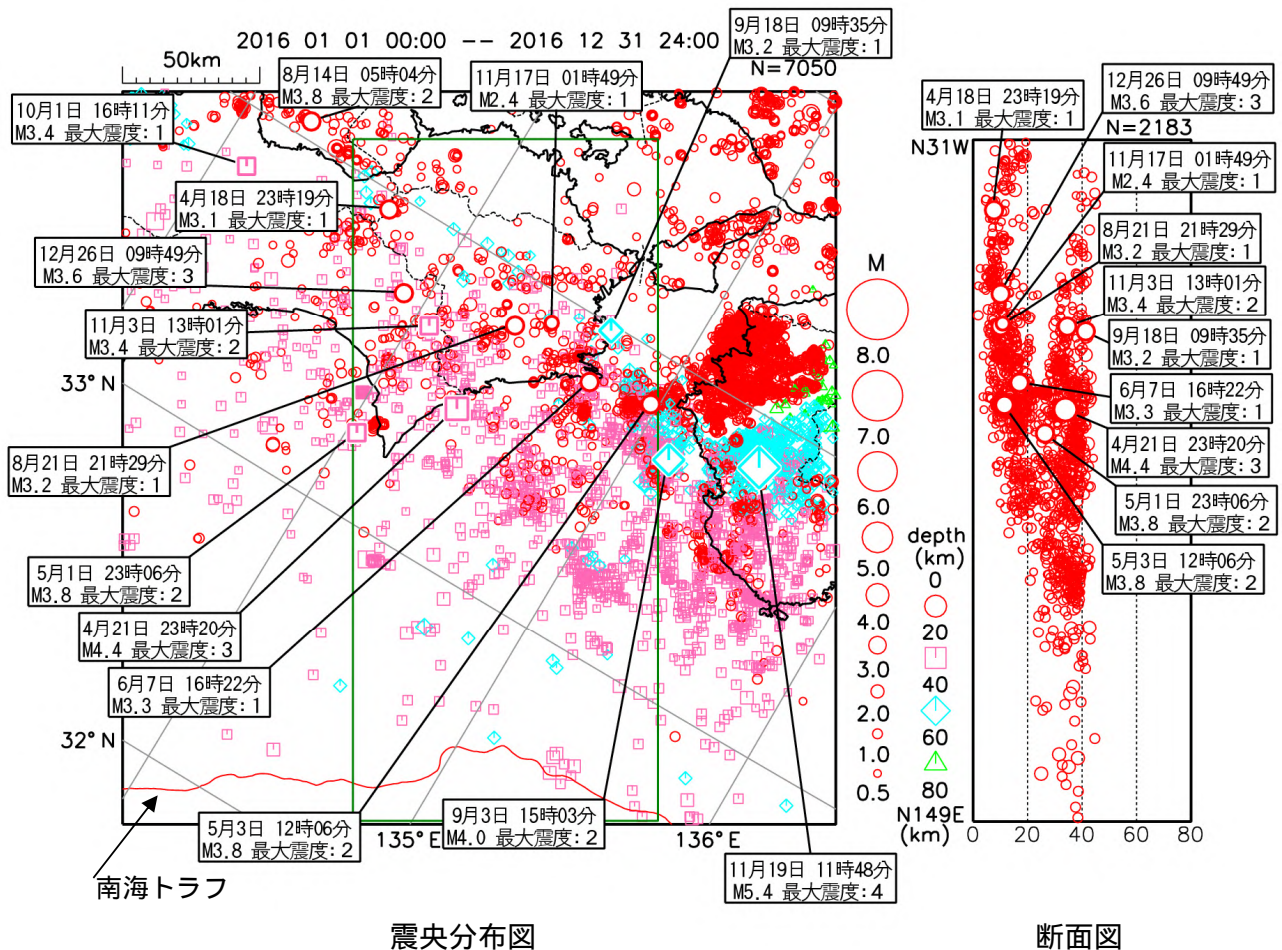 2016 01 01 00:00 -- 2016 12 31 24:00
N=7050
50km
9月18日 09時35分
M3.2 最大震度:1
8月14日 05時04分
M3.8 最大震度:2
11月17日 01時49分
M2.4 最大震度:1
10月1日 16時11分
M3.4 最大震度:1
4月18日 23時19分
M3.1 最大震度:1
12月26日 09時49分
M3.6 最大震度:3
11月3日 13時01分
M3.4 最大震度:2
33°N
8月21日 21時29分
M3.2 最大震度:1
5月1日 23時06分
M3.8 最大震度:2
4月21日 23時20分
M4.4 最大震度:3
6月7日 16時22分
M3.3 最大震度:1
32°N
5月3日 12時06分
M3.8 最大震度:2
9月3日 15時03分
M4.0 最大震度:2
11月19日 11時48分
M5.4 最大震度:4
135°E
136°E
南海トラフ
震央分布図
M
8.0
7.0
6.0
5.0
4.0
3.0
2.0
1.0
0.5
depth
(km)
0
20
40
60
80
4月18日 23時19分
M3.1 最大震度:1
12月26日 09時49分
M3.6 最大震度:3
N=2183
N31W
11月17日 01時49分
M2.4 最大震度:1
8月21日 21時29分
M3.2 最大震度:1
11月3日 13時01分
M3.4 最大震度:2
9月18日 09時35分
M3.2 最大震度:1
6月7日 16時22分
M3.3 最大震度:1
4月21日 23時20分
M4.4 最大震度:3
5月1日 23時06分
M3.8 最大震度:2
5月3日 12時06分
M3.8 最大震度:2
N149E
(km)
0 20 40 60 80
断面図